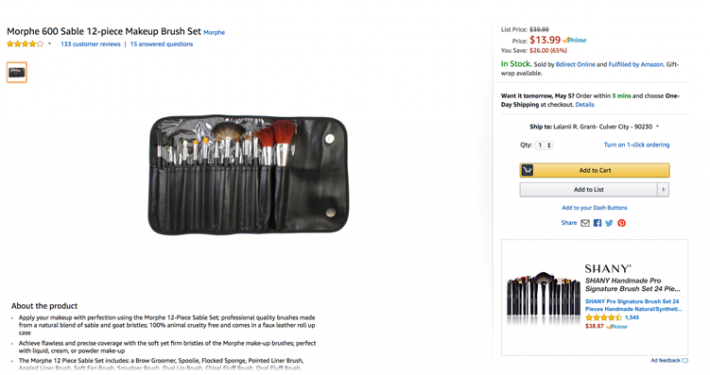 Morphe 600 Sable 12-piece Makeup Brush Set Morphe
133 customer reviews | 15 answered questions
About the product
Apply your makeup with perfection using the Morphe 12-Piece Sable Set; professional quality brushes made
from a natural blend of sable and goat bristles; 100% animal cruelty free and comes in a faux leather roll up
case
Achieve flawless and precise coverage with the soft yet firm bristles of the Morphe make-up brushes; perfect
with liquid, cream, or powder make-up
The Morphe 12 Piece Sable Set includes: a Brow Groomer, Spoolie, Flocked Sponge, Pointed Liner Brush,
Angled Liner Brush, Soft Fan Brush, Smudger Brush, Oval Lip Brush, Chisel Fluff Brush, Oval Fluff Brush,
List Price: $39.99
Price: $13.99 Prime
You Save: $26.00 (65%)
In Stock. Sold by Bdirect Online and Fulfilled by Amazon. Gift-
wrap available.
Want it tomorrow, May 5? Order within 3 mins and choose One-
Day Shipping at checkout. Details
Ship to: Lalanii R. Grant- Culver City - 90230
Qty: 1
Turn on 1-click ordering
Add to Cart
Add to List
Add to your Dash Buttons
Share
SHANY
SHANY Handmade Pro
Signature Brush Set 24 Pie...
SHANY Pro Signature Brush Set 24
Pieces Handmade Natural/Syntheti...
1,545
$38.87 Prime
Ad feedback